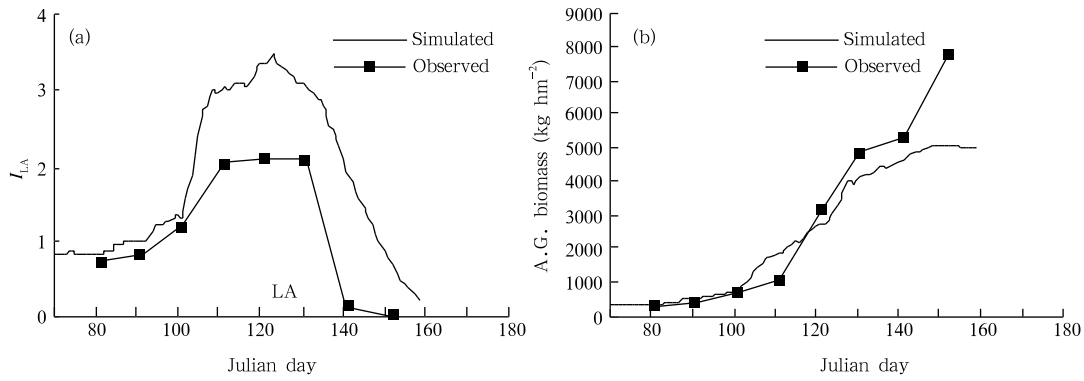 (a)
Simulated
Observed
4
3
2
1
0
I_LA
LA
80 100 120 140 160 180
Julian day
(b)
Simulated
Observed
9000
8000
7000
6000
5000
4000
3000
2000
1000
0
A.G. biomass (kg hm⁻²)
80 100 120 140 160 180
Julian day